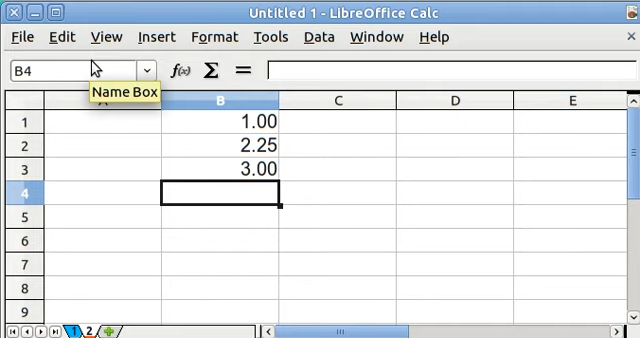 Untitled 1 - LibreOffice Calc
File Edit View Insert Format Tools Data Window Help
B4 f(x) Σ =
Name Box
B C D E
1 1.00
2 2.25
3 3.00
4
5
6
7
8
9
1 2